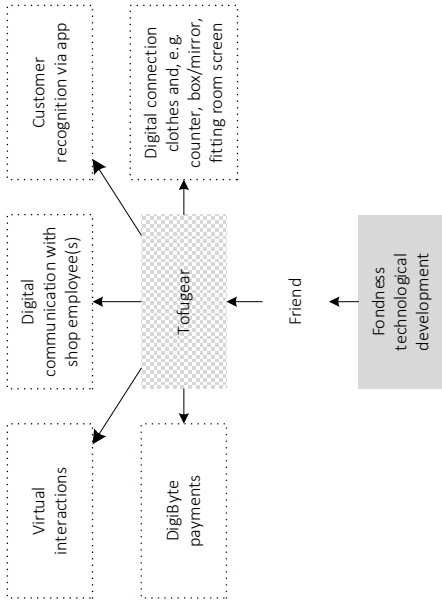 Customer
recognition via app
Digital connection
clothes and, e.g.
counter, box/mirror,
fitting room screen
Digital
communication with
shop employee(s)
Tofugear
Friend
Fondness
technological
development
Virtual
interactions
DigiByte
payments